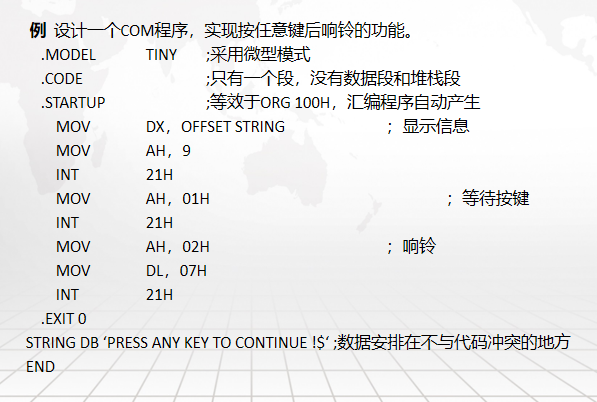 例 设计一个COM程序，实现按任意键后响铃的功能。
.MODEL TINY ;采用微型模式
.CODE ;只有一个段，没有数据段和堆栈段
.STARTUP ;等效于ORG 100H，汇编程序自动产生
MOV DX，OFFSET STRING ；显示信息
MOV AH，9
INT 21H
MOV AH，01H ；等待按键
INT 21H
MOV AH，02H ；响铃
MOV DL，07H
INT 21H
.EXIT 0
STRING DB ‘PRESS ANY KEY TO CONTINUE !$‘ ;数据安排在不与代码冲突的地方
END